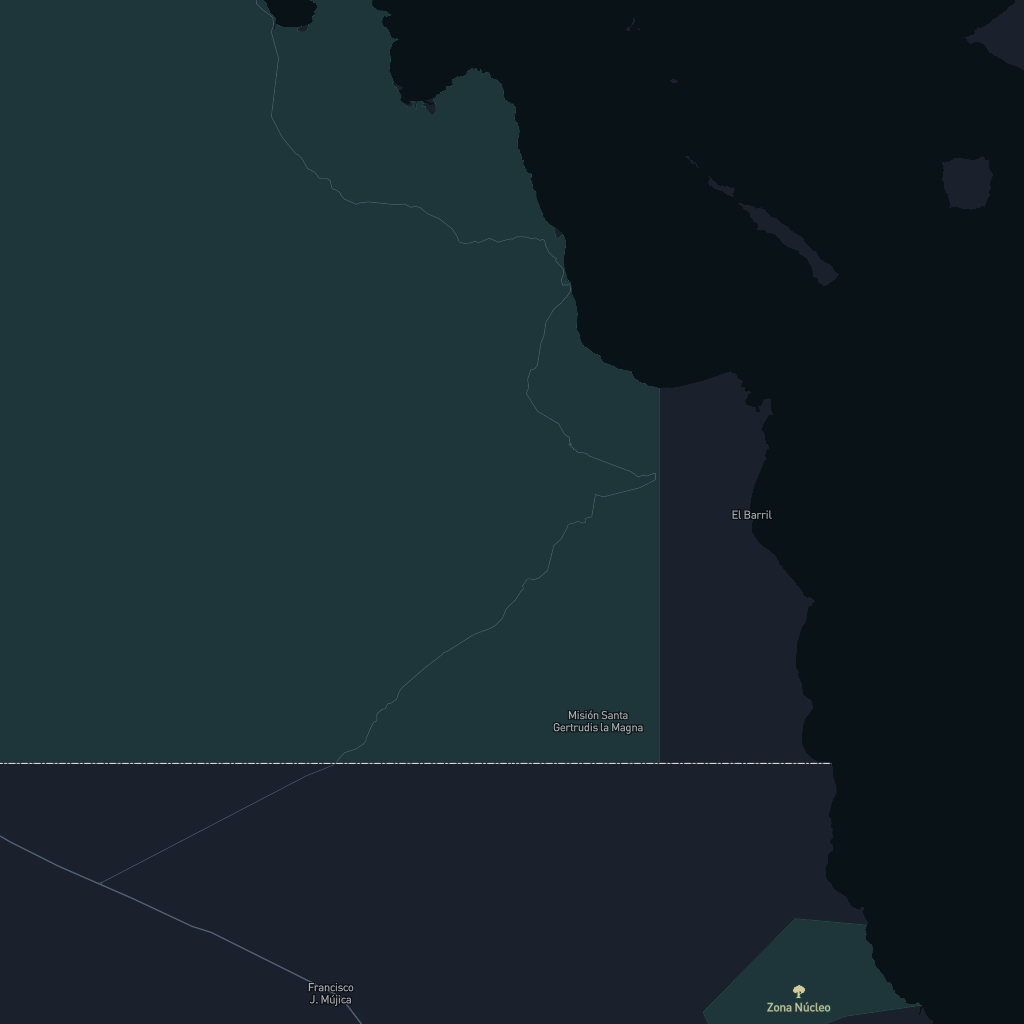 El Barril
Misión Santa
Gertrudis la Magna
Francisco
J. Mújica
Zona Núcleo